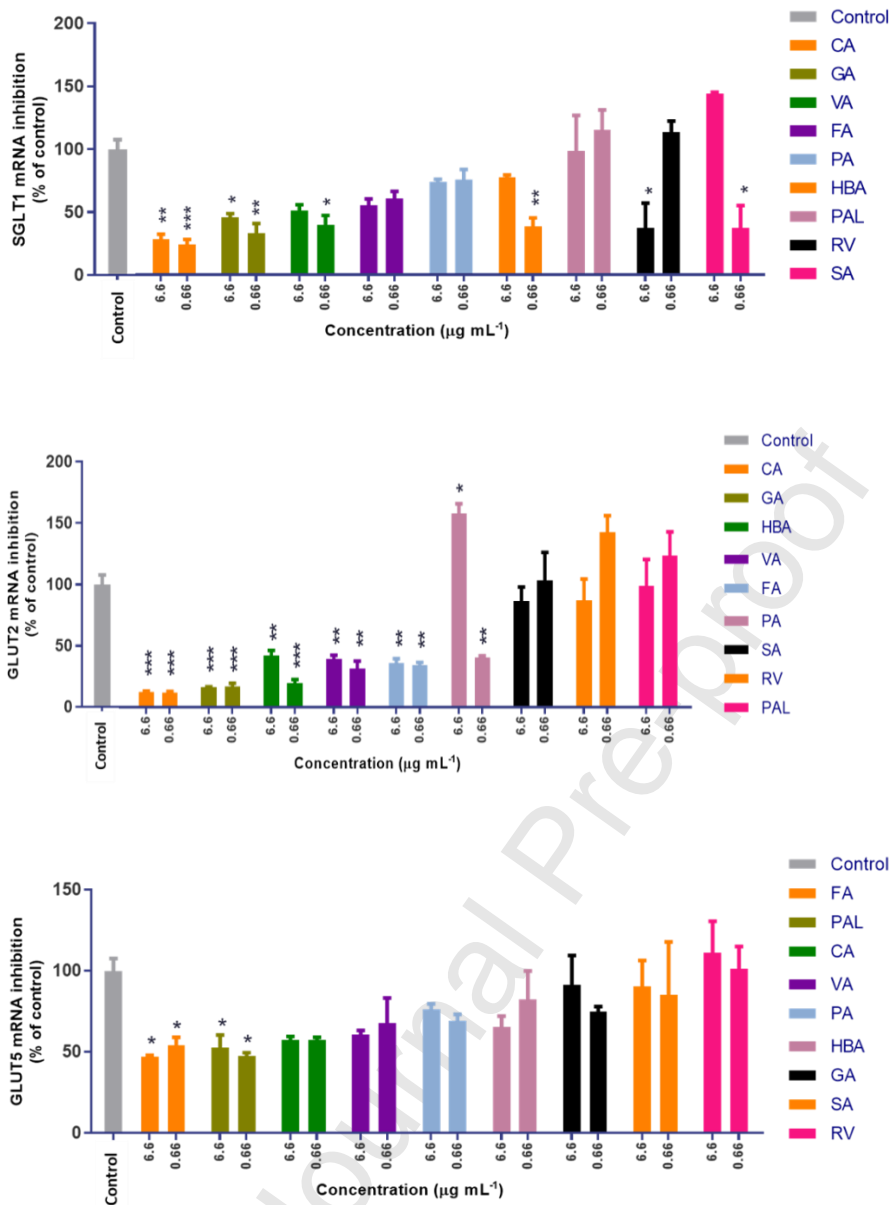 SGLT1 mRNA inhibition
(% of control)
200
150
100
50
0
** *** * ** * ** * *
Control
6.6 0.66 6.6 0.66 6.6 0.66 6.6 0.66 6.6 0.66 6.6 0.66 6.6 0.66 6.6 0.66 6.6 0.66
Concentration (µg mL-1)
Control
CA
GA
VA
FA
PA
HBA
PAL
RV
SA
GLUT2 mRNA inhibition
(% of control)
200
150
100
50
0
*** *** *** *** ** *** ** ** ** ** * **
Control
6.6 0.66 6.6 0.66 6.6 0.66 6.6 0.66 6.6 0.66 6.6 0.66 6.6 0.66 6.6 0.66 6.6 0.66
Concentration (µg mL-1)
Control
CA
GA
HBA
VA
FA
PA
SA
RV
PAL
GLUT5 mRNA inhibition
(% of control)
150
100
50
0
* * * *
Control
6.6 0.66 6.6 0.66 6.6 0.66 6.6 0.66 6.6 0.66 6.6 0.66 6.6 0.66 6.6 0.66 6.6 0.66
Concentration (µg mL-1)
Control
FA
PAL
CA
VA
PA
HBA
GA
SA
RV
Journal Pre-proof